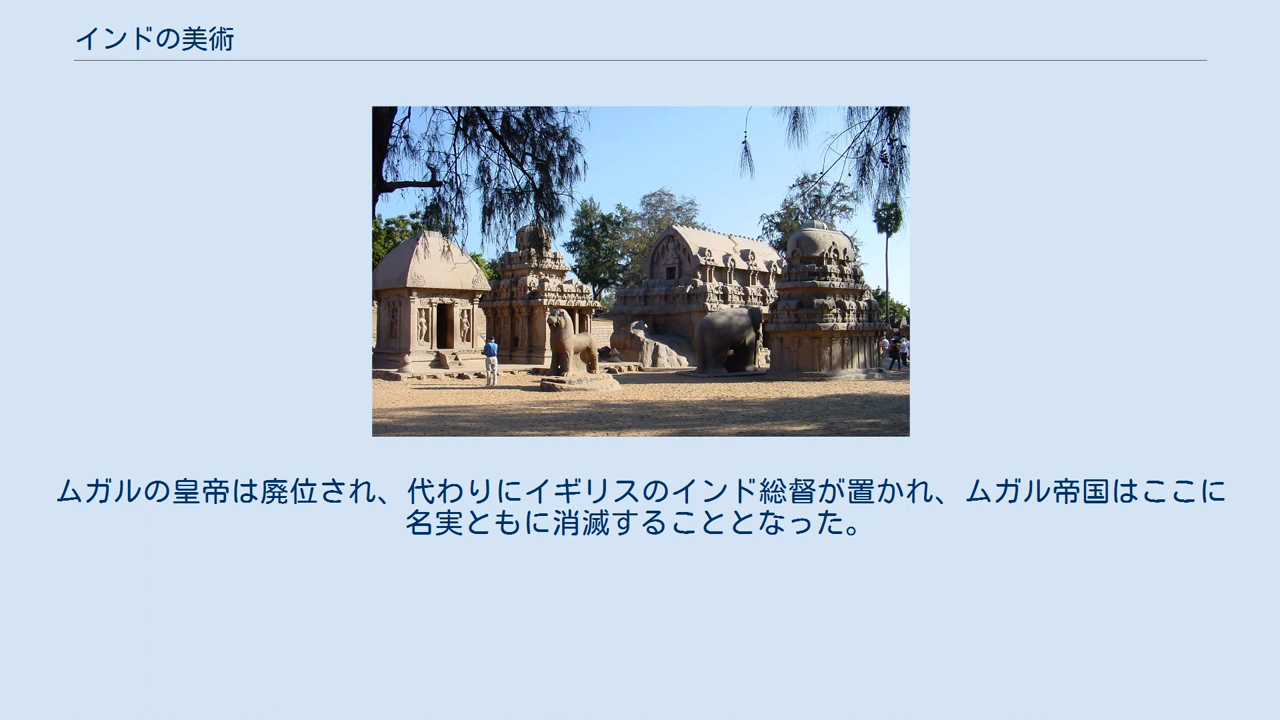 インドの美術
ムガルの皇帝は廃位され、代わりにイギリスのインド総督が置かれ、ムガル帝国はここに
名実ともに消滅することとなった。